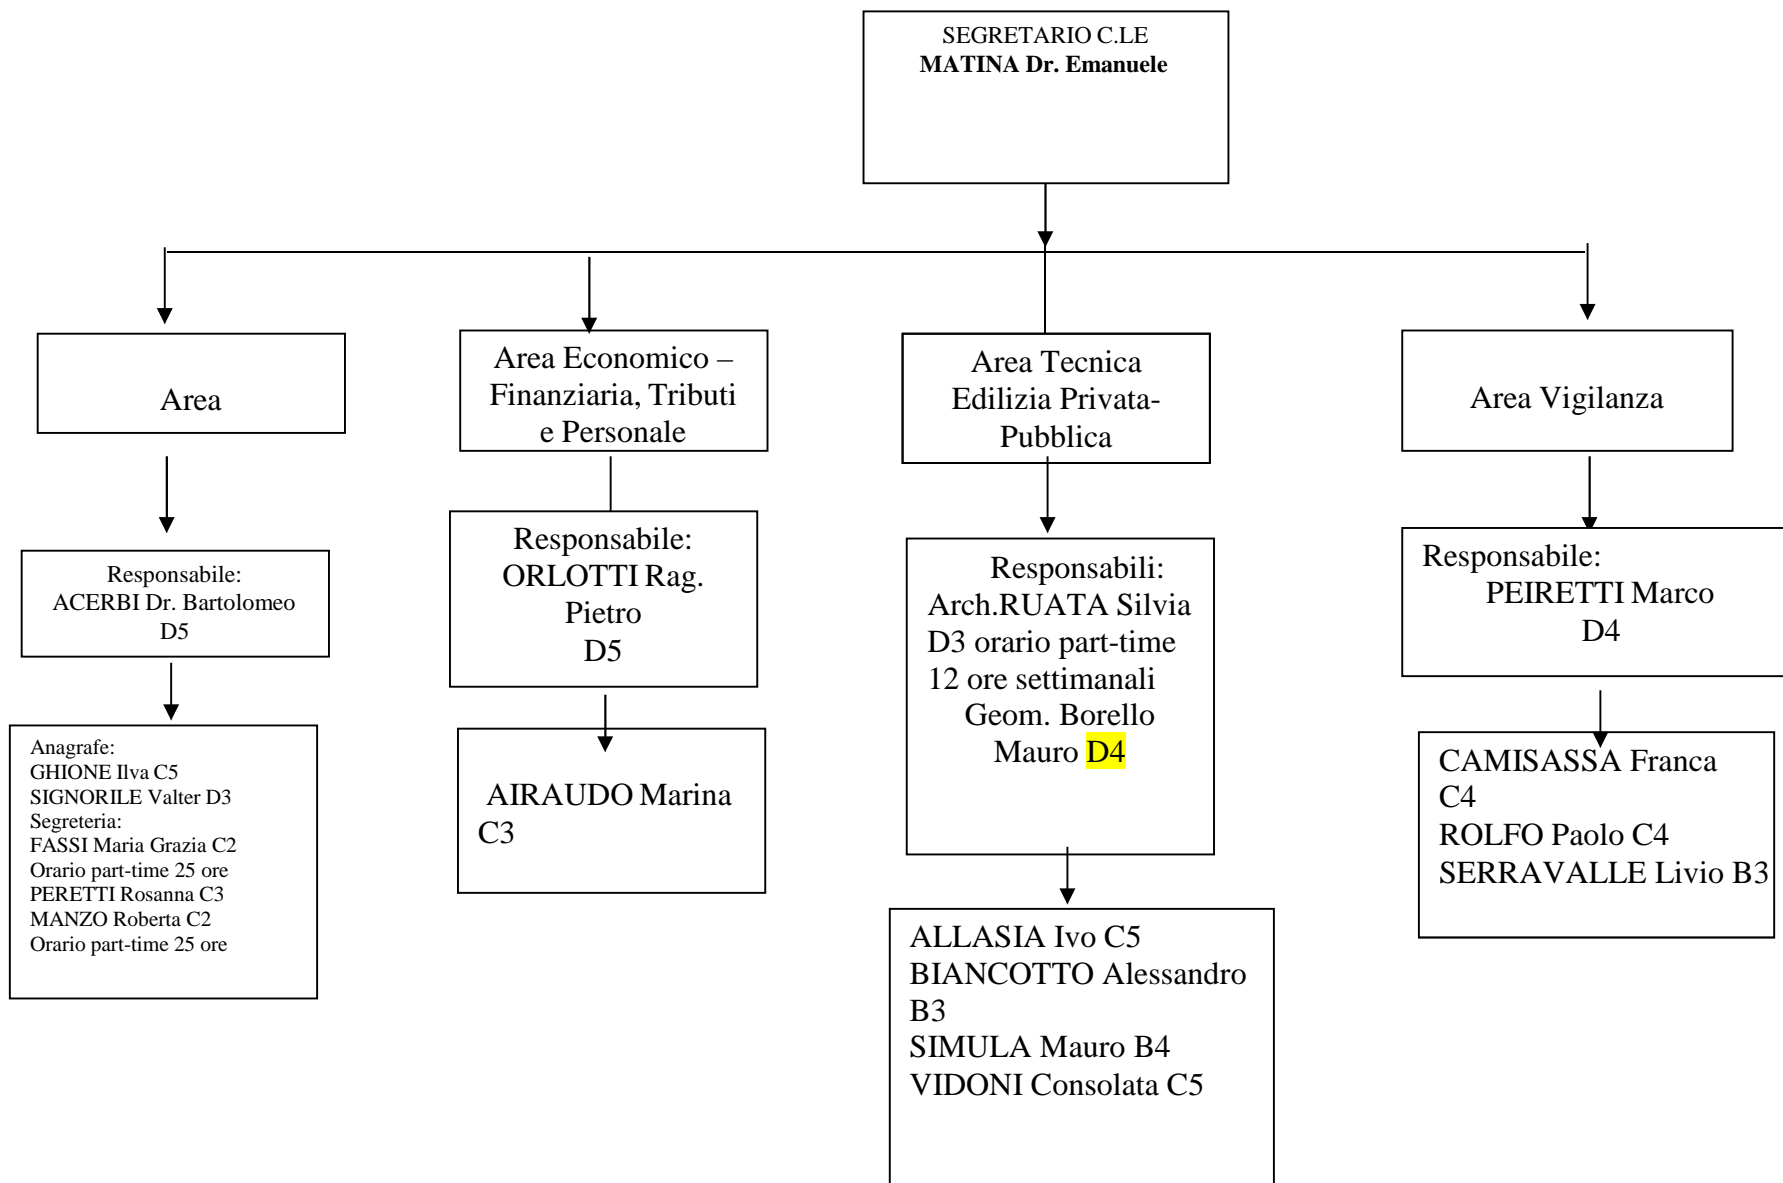 SEGRETARIO C.LE
MATINA Dr. Emanuele
Area
Area Economico –
Finanziaria, Tributi
e Personale
Area Tecnica
Edilizia Privata-
Pubblica
Area Vigilanza
Responsabile:
ACERBI Dr. Bartolomeo
D5
Responsabile:
ORLOTTI Rag.
Pietro
D5
Responsabili:
Arch.RUATA Silvia
D3 orario part-time
12 ore settimanali
Geom. Borello
Mauro D4
Responsabile:
PEIRETTI Marco
D4
Anagrafe:
GHIONE Ilva C5
SIGNORILE Valter D3
Segreteria:
FASSI Maria Grazia C2
Orario part-time 25 ore
PERETTI Rosanna C3
MANZO Roberta C2
Orario part-time 25 ore
AIRAUDO Marina
C3
ALLASIA Ivo C5
BIANCOTTO Alessandro
B3
SIMULA Mauro B4
VIDONI Consolata C5
CAMISASSA Franca
C4
ROLFO Paolo C4
SERRAVALLE Livio B3